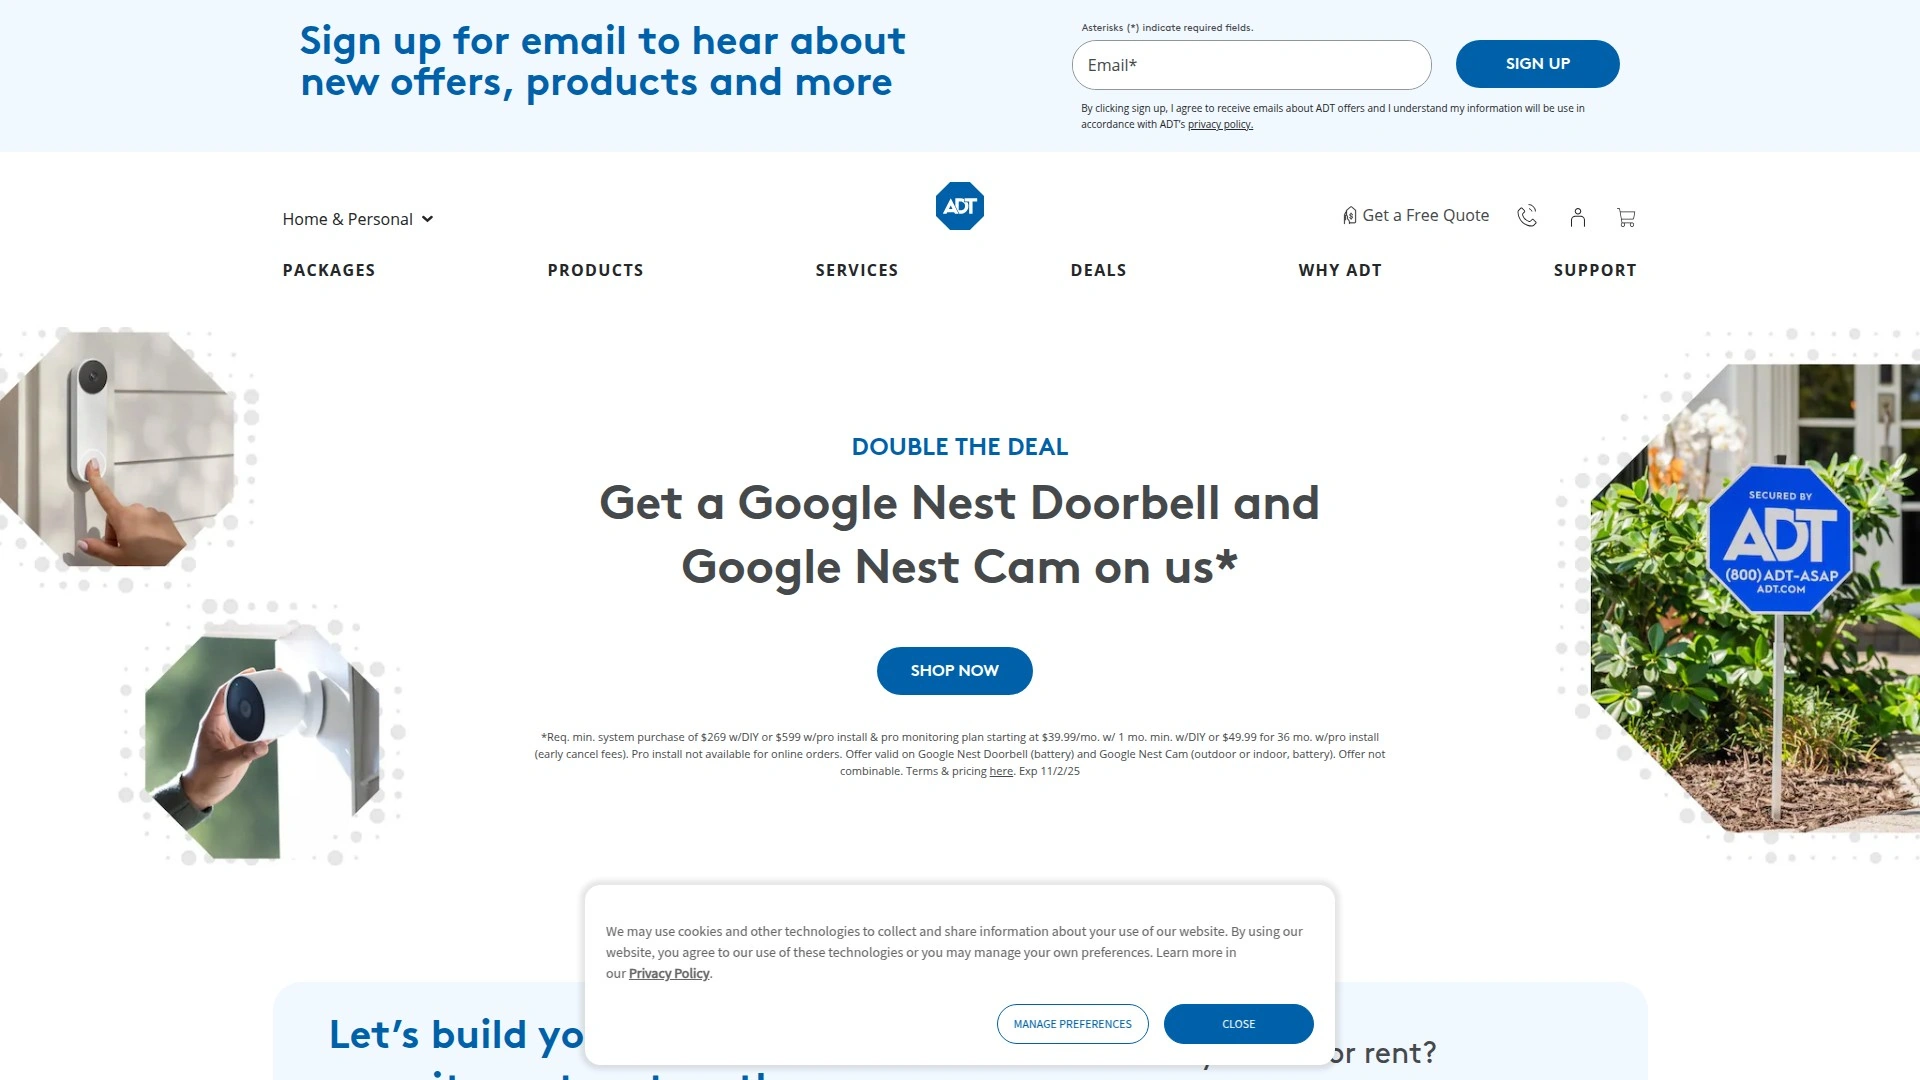 Sign up for email to hear about
new offers, products and more
Asterisks (*) indicate required fields.
Email*
SIGN UP
By clicking sign up, I agree to receive emails about ADT offers and I understand my information will be use in
accordance with ADT's privacy policy.
Home & Personal
ADT
Get a Free Quote
PACKAGES
PRODUCTS
SERVICES
DEALS
WHY ADT
SUPPORT
DOUBLE THE DEAL
Get a Google Nest Doorbell and
Google Nest Cam on us*
SHOP NOW
*Req. min. system purchase of $269 w/DIY or $599 w/pro install & pro monitoring plan starting at $39.99/mo. w/ 1 mo. min. w/DIY or $49.99 for 36 mo. w/pro install
(early cancel fees). Pro install not available for online orders. Offer valid on Google Nest Doorbell (battery) and Google Nest Cam (outdoor or indoor, battery). Offer not
combinable. Terms & pricing here. Exp 11/2/25
SECURED BY
ADT
(800) ADT-ASAP
ADT.COM
We may use cookies and other technologies to collect and share information about your use of our website. By using our
website, you agree to our use of these technologies or you may manage your own preferences. Learn more in
our Privacy Policy.
MANAGE PREFERENCES
CLOSE
Let's build yo
or rent?